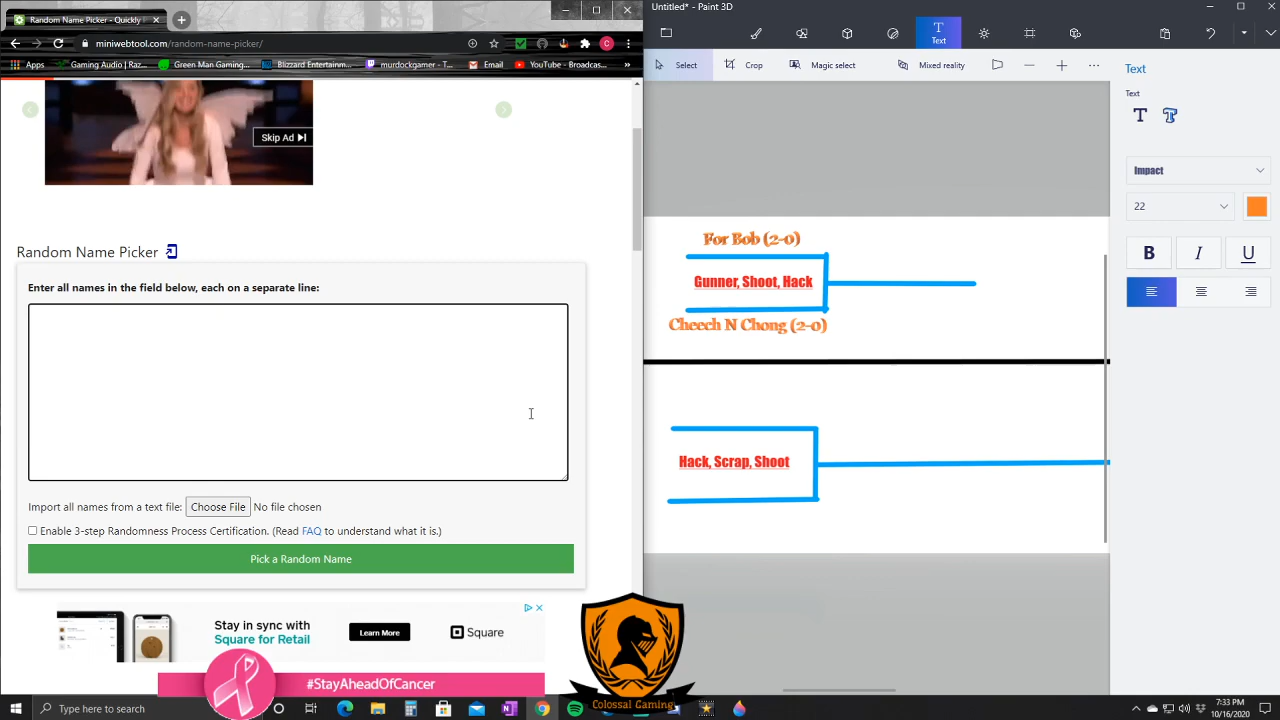 Random Name Picker - Quickly
miniwebtool.com/random-name-picker/
Apps
Gaming Audio | Raz...
Green Man Gaming...
Blizzard Entertainm...
murdockgamer - T...
Email
YouTube - Broadcas...
»
Skip Ad
Random Name Picker
Enter all names in the field below, each on a separate line:
Import all names from a text file: Choose File No file chosen
Enable 3-step Randomness Process Certification. (Read FAQ to understand what it is.)
Pick a Random Name
Stay in sync with
Square for Retail
Learn More
Square
#StayAheadOfCancer
Colossal Gaming
Untitled* - Paint 3D
Text
Select
Crop
Magic select
Mixed reality
For Bob (2-0)
Gunner, Shoot, Hack
Cheech N Chong (2-0)
Hack, Scrap, Shoot
Text
Text
T
T
Impact
22
B
I
U
Type here to search
7:33 PM
10/16/2020